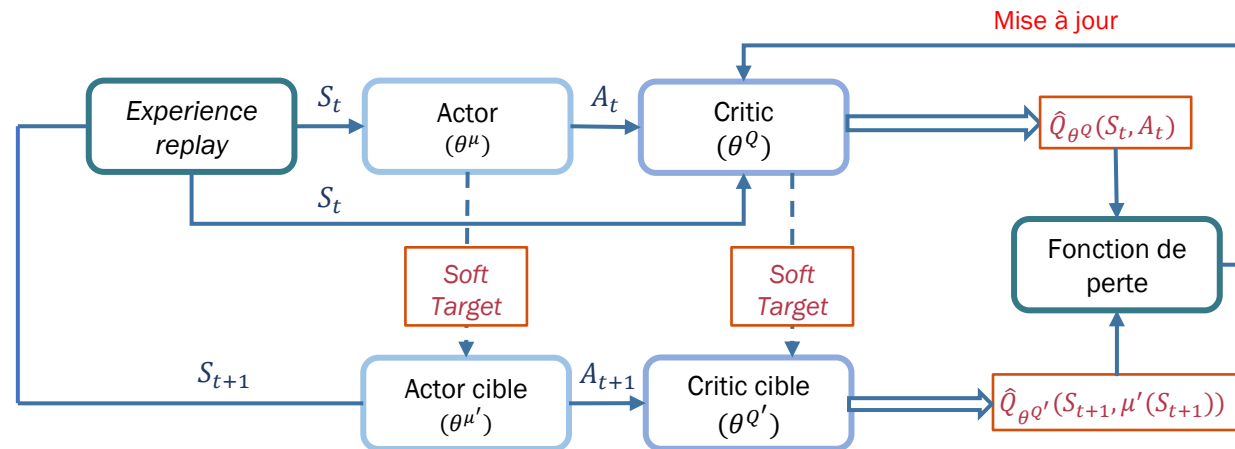 Mise à jour
Experience
replay
S_t
Actor
(θ^μ)
A_t
Critic
(θ^Q)
Q̂_{θ^Q}(S_t, A_t)
S_t
Soft
Target
Soft
Target
Fonction de
perte
S_{t+1}
Actor cible
(θ^{μ'})
A_{t+1}
Critic cible
(θ^{Q'})
Q̂_{θ^{Q'}}(S_{t+1}, μ'(S_{t+1}))